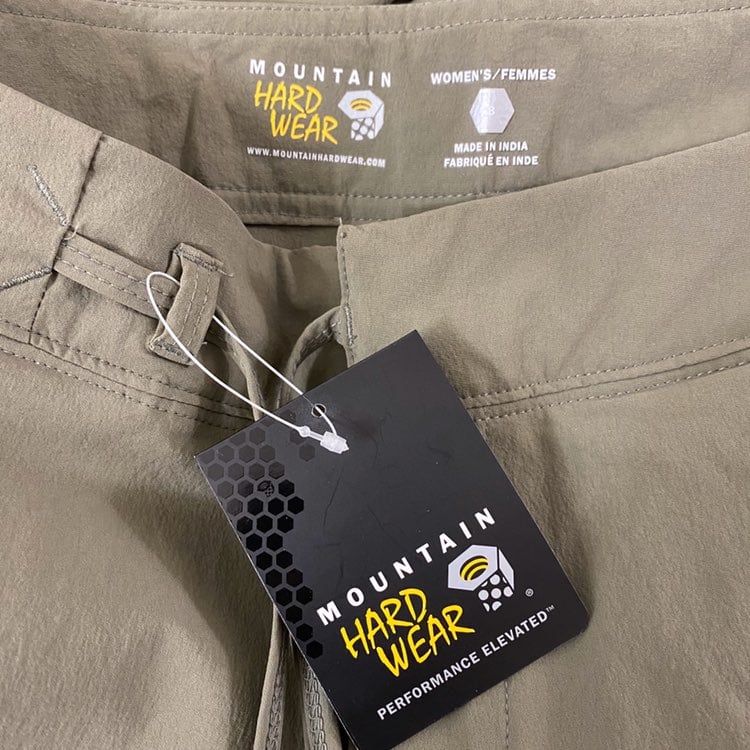 MOUNTAIN
HARD
WEAR
WWW.MOUNTAINHARDWEAR.COM
WOMEN'S/FEMMES
MADE IN INDIA
FABRIQUÉ EN INDE
MOUNTAIN
HARD
WEAR
®
PERFORMANCE ELEVATED™